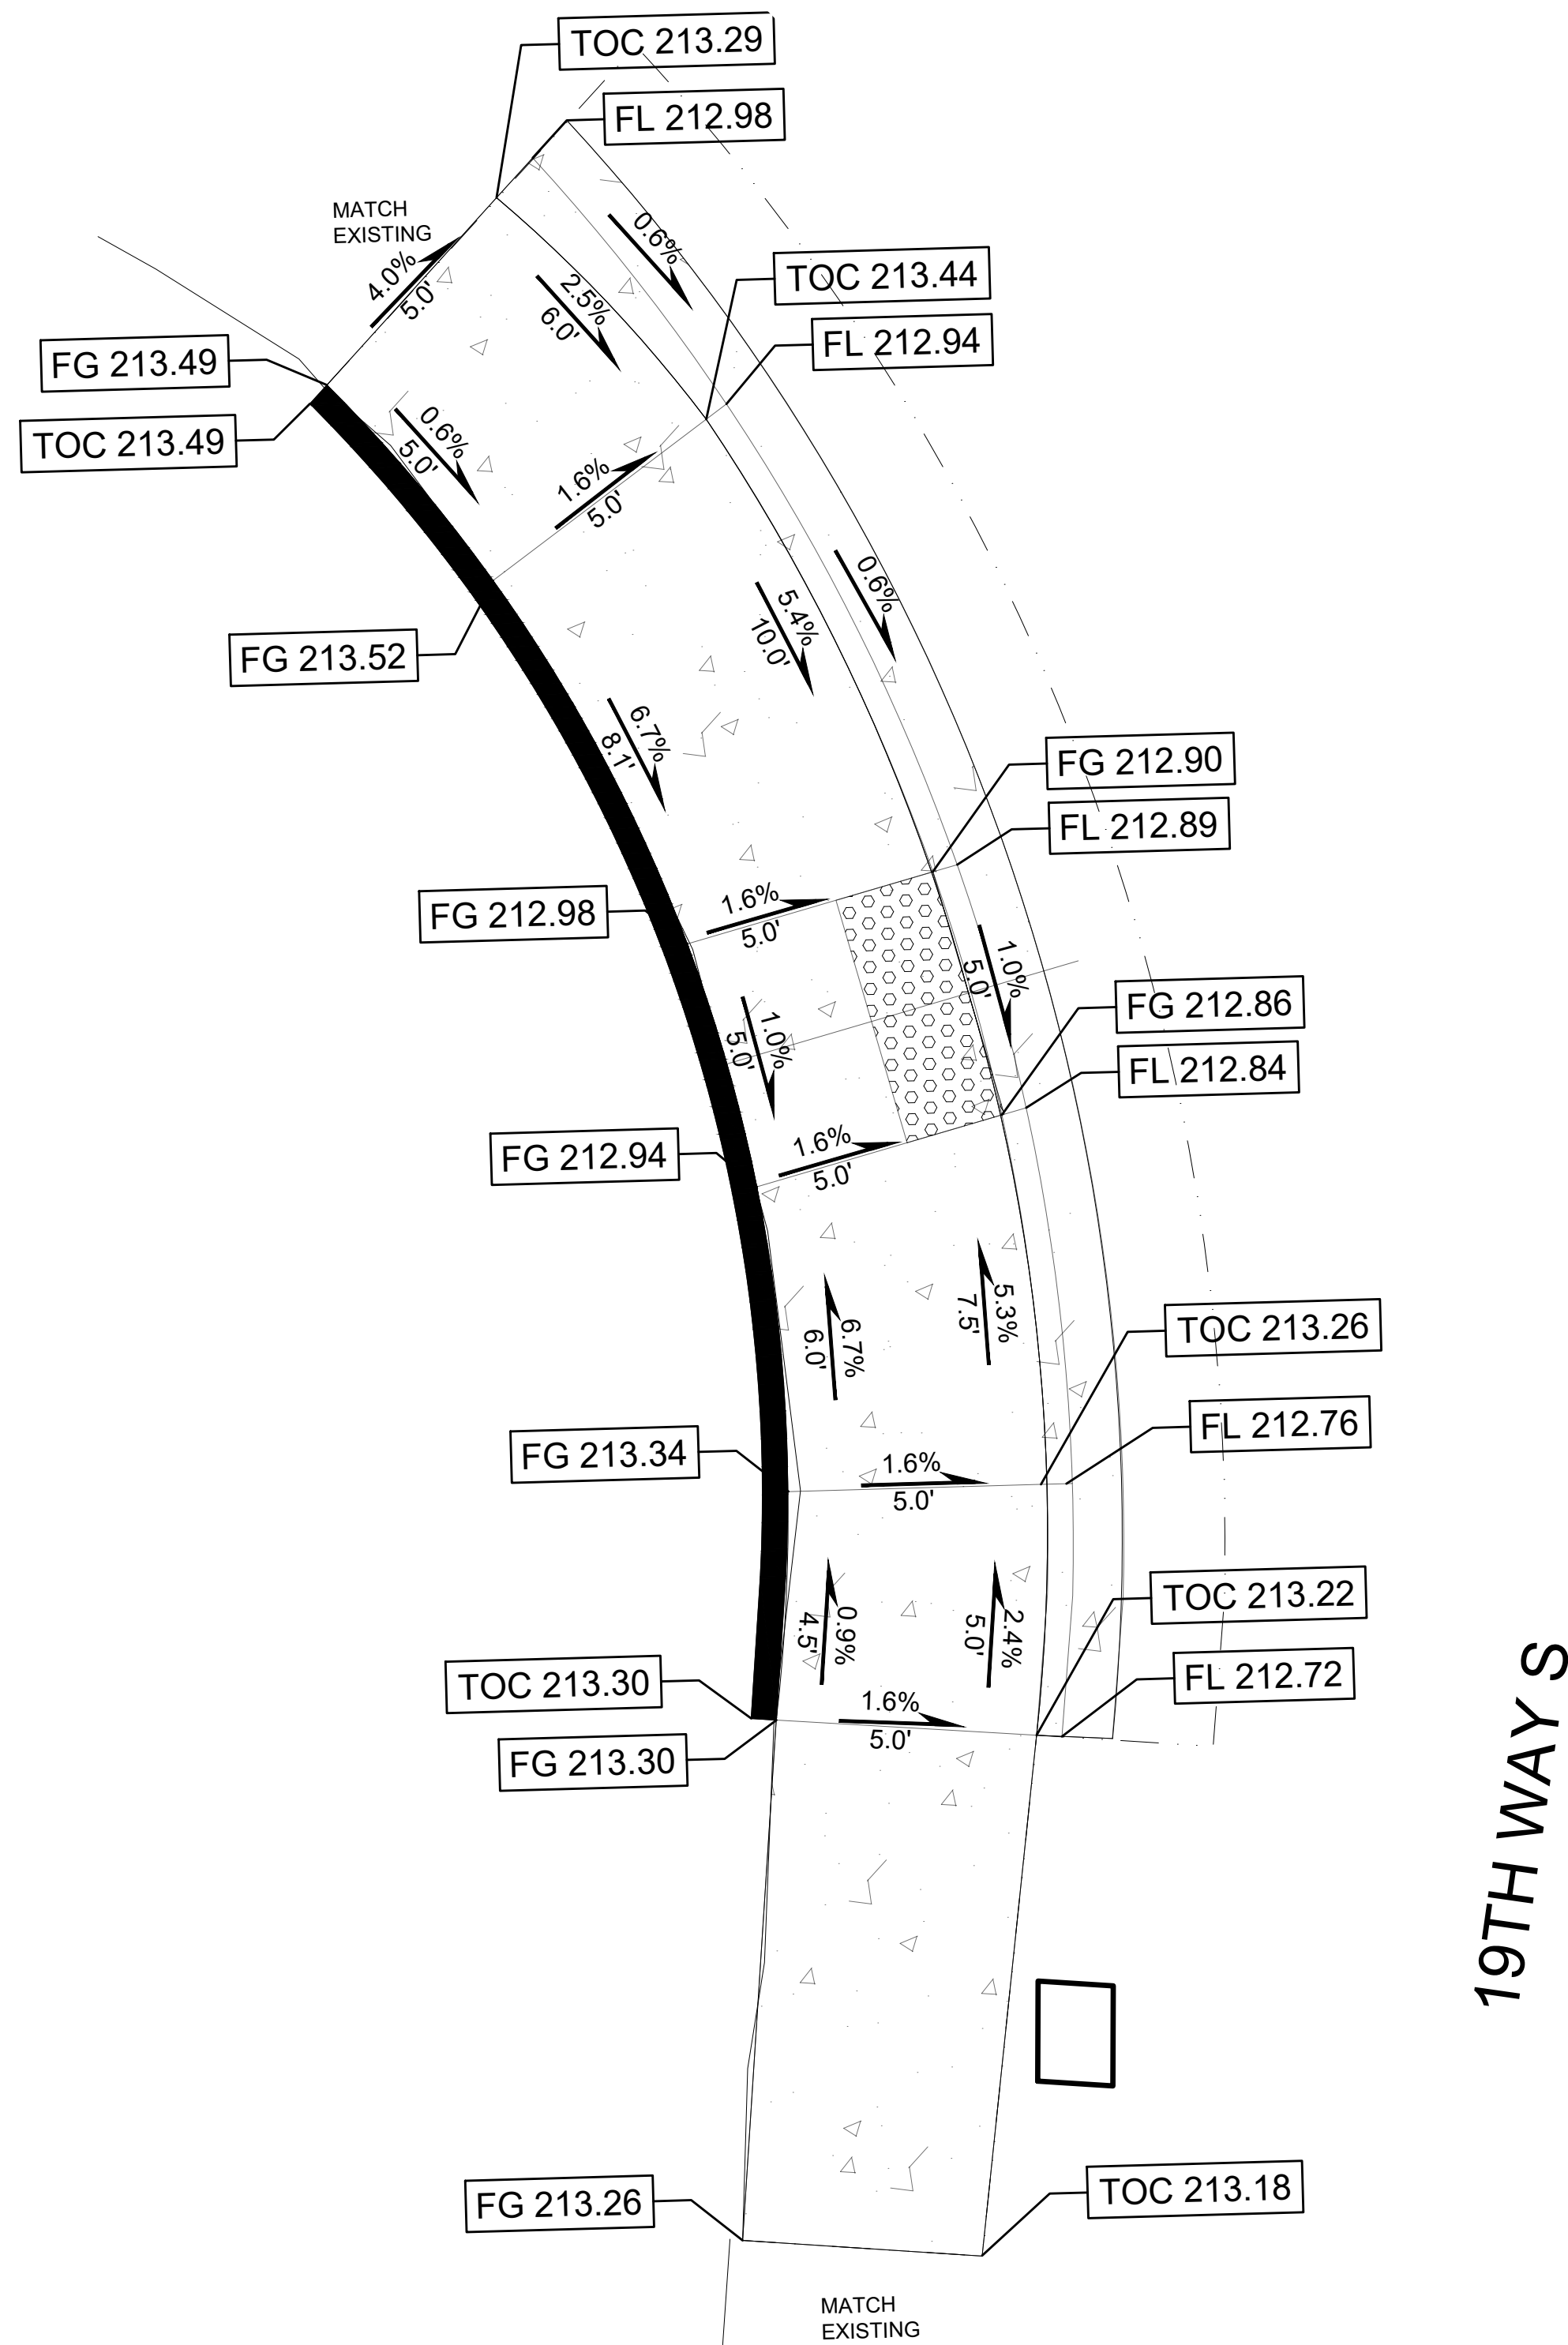 TOC 213.29
FL 212.98
MATCH
EXISTING
4.0%
5.0'
0.6%
2.5%
6.0'
TOC 213.44
FL 212.94
FG 213.49
TOC 213.49
0.6%
5.0'
1.6%
5.0'
FG 213.52
5.4%
10.0'
0.6%
6.7%
8.1'
FG 212.90
FL 212.89
FG 212.98
1.6%
5.0'
1.0%
5.0'
FG 212.86
FL 212.84
1.0%
5.0'
FG 212.94
1.6%
5.0'
6.7%
6.0'
5.3%
7.5'
TOC 213.26
FL 212.76
FG 213.34
1.6%
5.0'
0.9%
4.5'
2.4%
5.0'
TOC 213.22
FL 212.72
TOC 213.30
FG 213.30
1.6%
5.0'
19TH WAY S
FG 213.26
TOC 213.18
MATCH
EXISTING